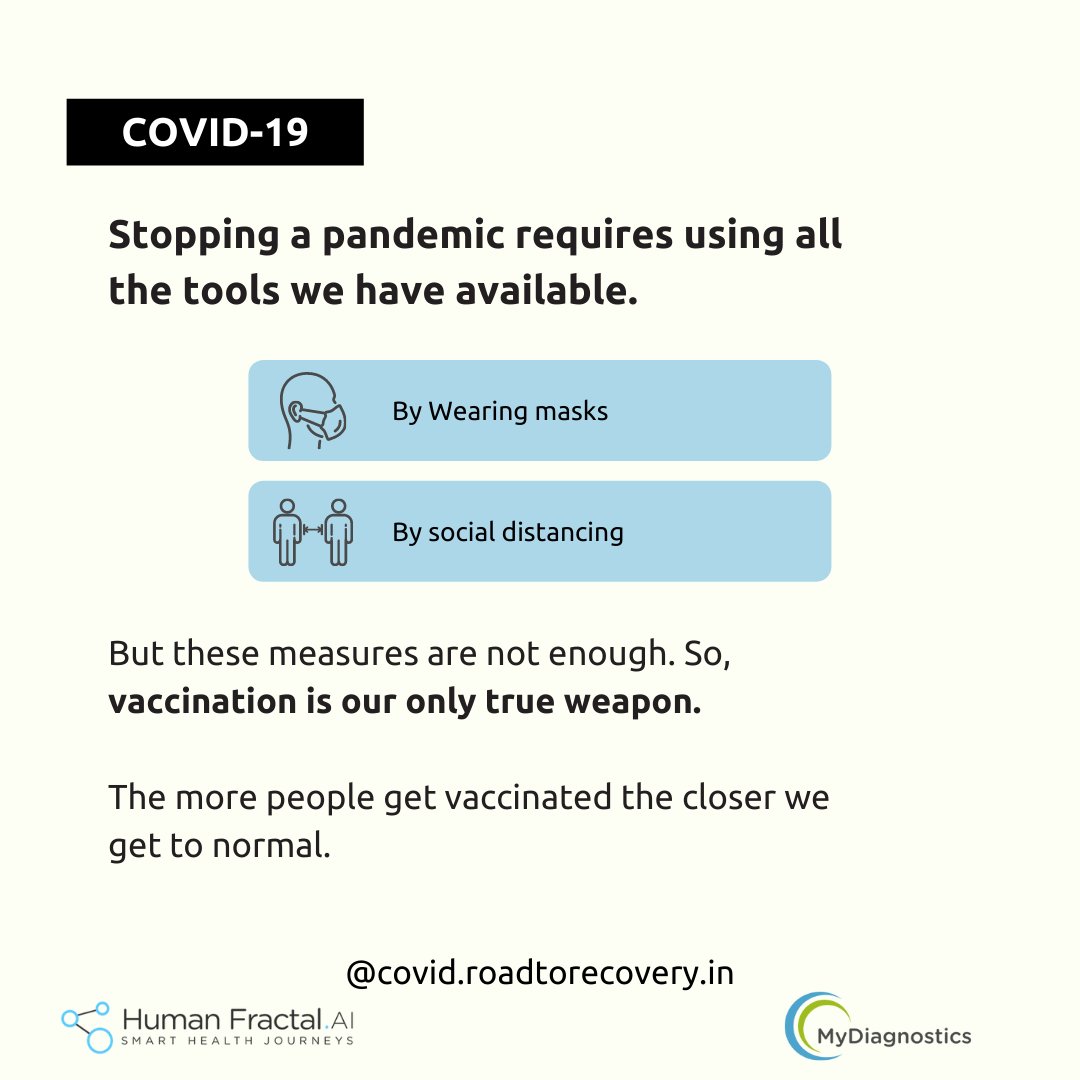 COVID-19
Stopping a pandemic requires using all
the tools we have available.
By Wearing masks
By social distancing
But these measures are not enough. So,
vaccination is our only true weapon.
The more people get vaccinated the closer we
get to normal.
@covid.roadtorecovery.in
Human Fractal.AI
SMART HEALTH JOURNEYS
MyDiagnostics